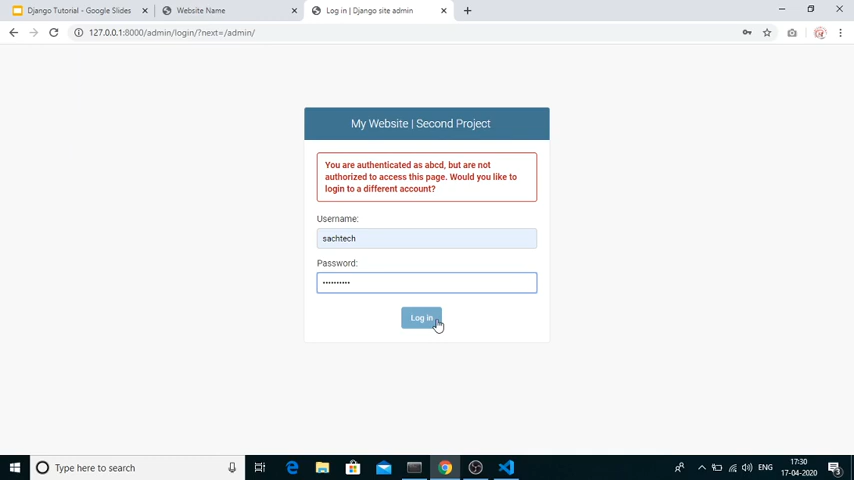 Django Tutorial - Google Slides
Website Name
Log in | Django site admin
127.0.0.1:8000/admin/login/?next=/admin/
My Website | Second Project
You are authenticated as abcd, but are not
authorized to access this page. Would you like to
login to a different account?
Username:
sachtech
Password:
••••••••••
Log in
Type here to search
ENG
17:30
17-04-2020
3